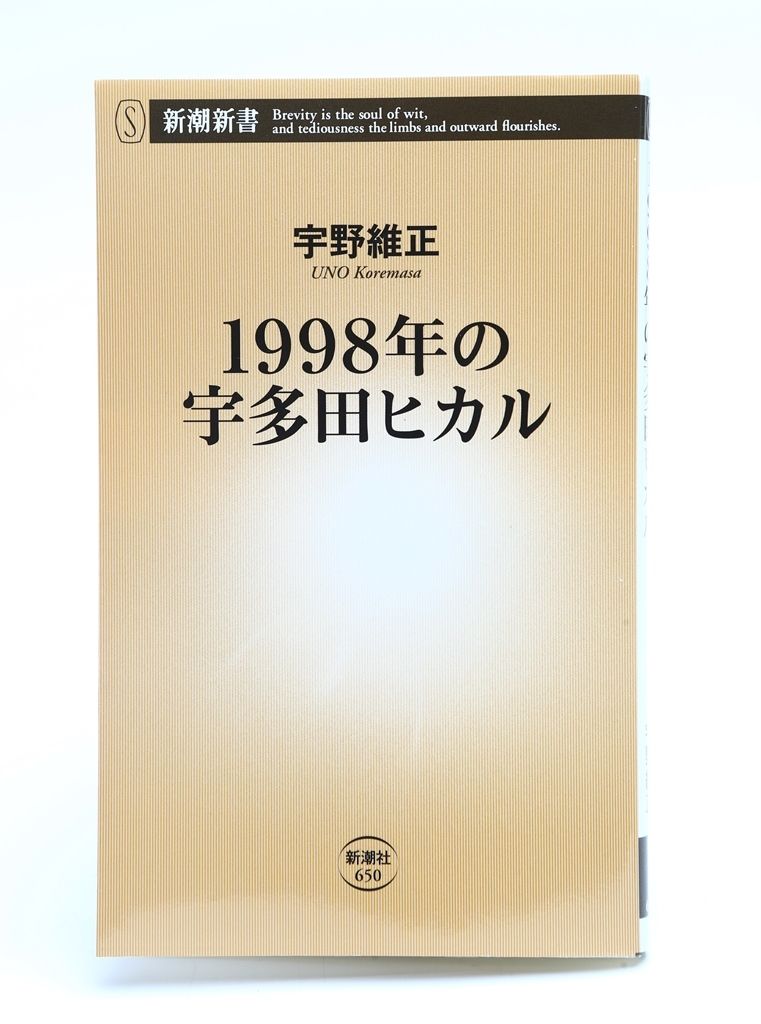 S
新潮新書
Brevity is the soul of wit,
and tediousness the limbs and outward flourishes.
宇野維正
UNO Koremasa
1998年の
宇多田ヒカル
新潮社
650